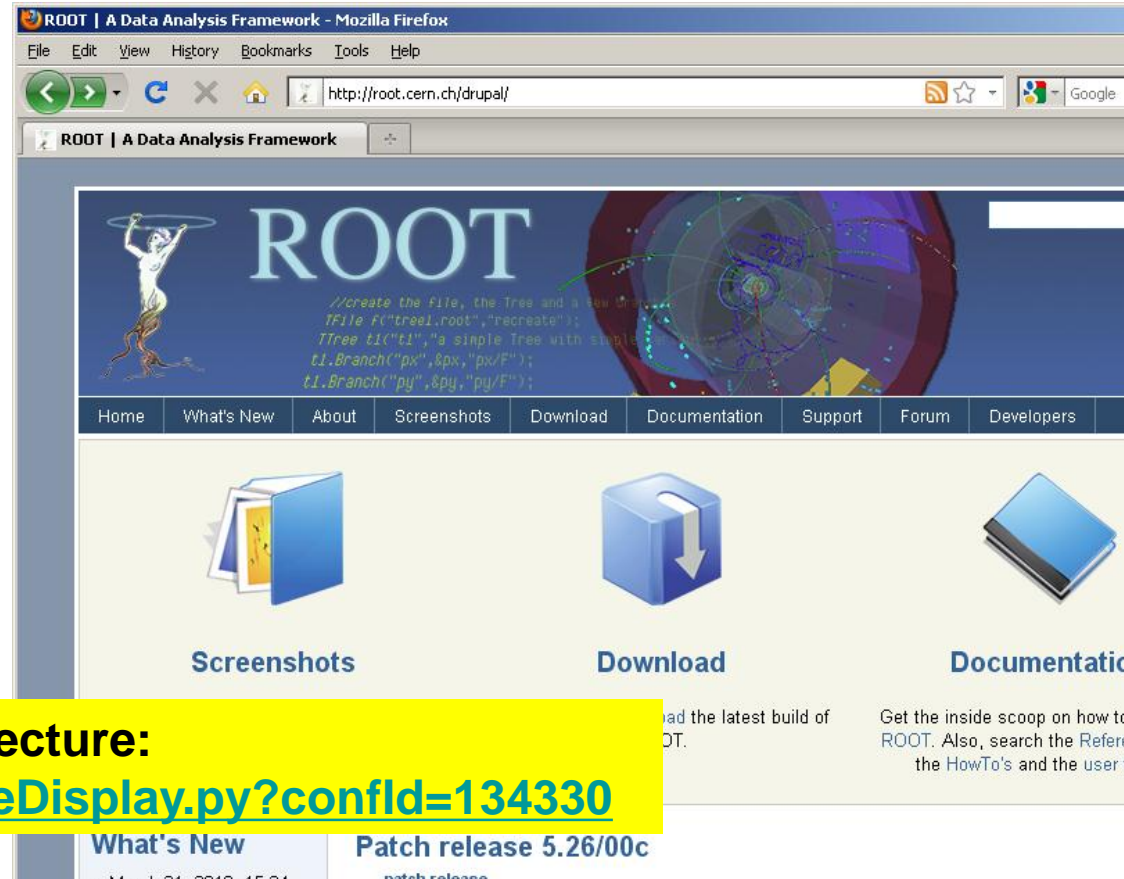 ROOT | A Data Analysis Framework - Mozilla Firefox
File Edit View History Bookmarks Tools Help
http://root.cern.ch/drupal/
Google
ROOT | A Data Analysis Framework
ROOT
//create the file, the Tree and a few
TFile f("tree1.root","recreate");
TTree t1("t1","a simple Tree with simple
t1.Branch("px",&px,"px/F");
t1.Branch("py",&py,"py/F");
Home What's New About Screenshots Download Documentation Support Forum Developers
Screenshots
Download
Documentatio
ad the latest build of
OT.
Get the inside scoop on how to
ROOT. Also, search the Refere
the HowTo's and the user
ecture:
eDisplay.py?confId=134330
What's New
Patch release 5.26/00c
patch release